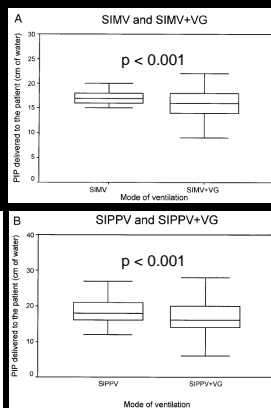 A
SIMV and SIMV+VG
PIP delivered to the patient (cm of water)
30
25
20
15
10
5
0
p < 0.001
SIMV
SIMV+VG
Mode of ventilation
B
SIPPV and SIPPV+VG
PIP delivered to the patient (cm of water)
40
30
20
10
0
p < 0.001
SIPPV
SIPPV+VG
Mode of ventilation